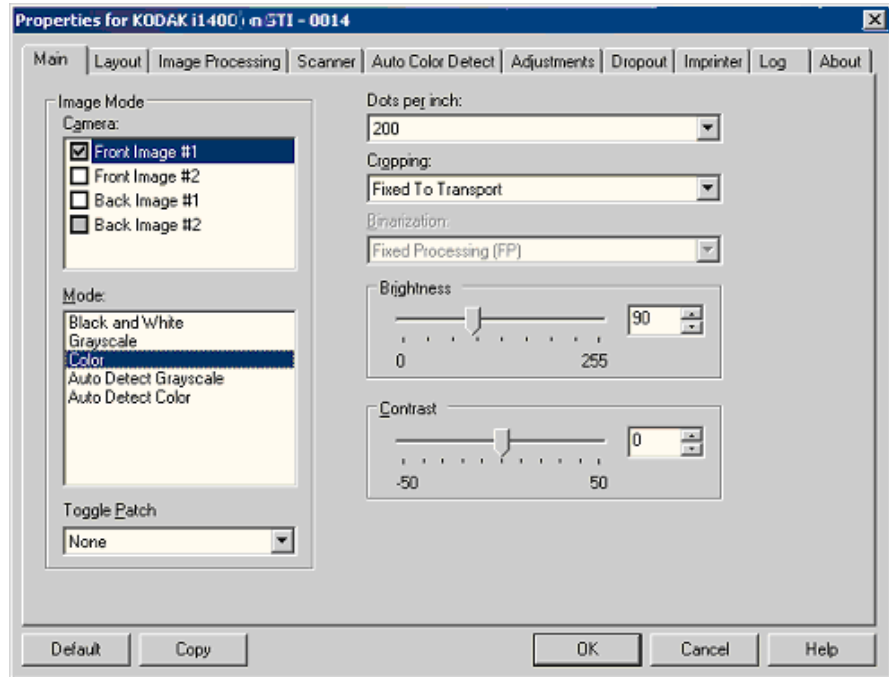 Properties for KODAK i1400 on STI - 0014
Main Layout Image Processing Scanner Auto Color Detect Adjustments Dropout Imprinter Log About
Image Mode
Camera:
Front Image #1
Front Image #2
Back Image #1
Back Image #2
Mode:
Black and White
Grayscale
Color
Auto Detect Grayscale
Auto Detect Color
Toggle Patch
None
Dots per inch:
200
Cropping:
Fixed To Transport
Binarization:
Fixed Processing (FP)
Brightness
90
0 255
Contrast
0
-50 50
Default Copy OK Cancel Help